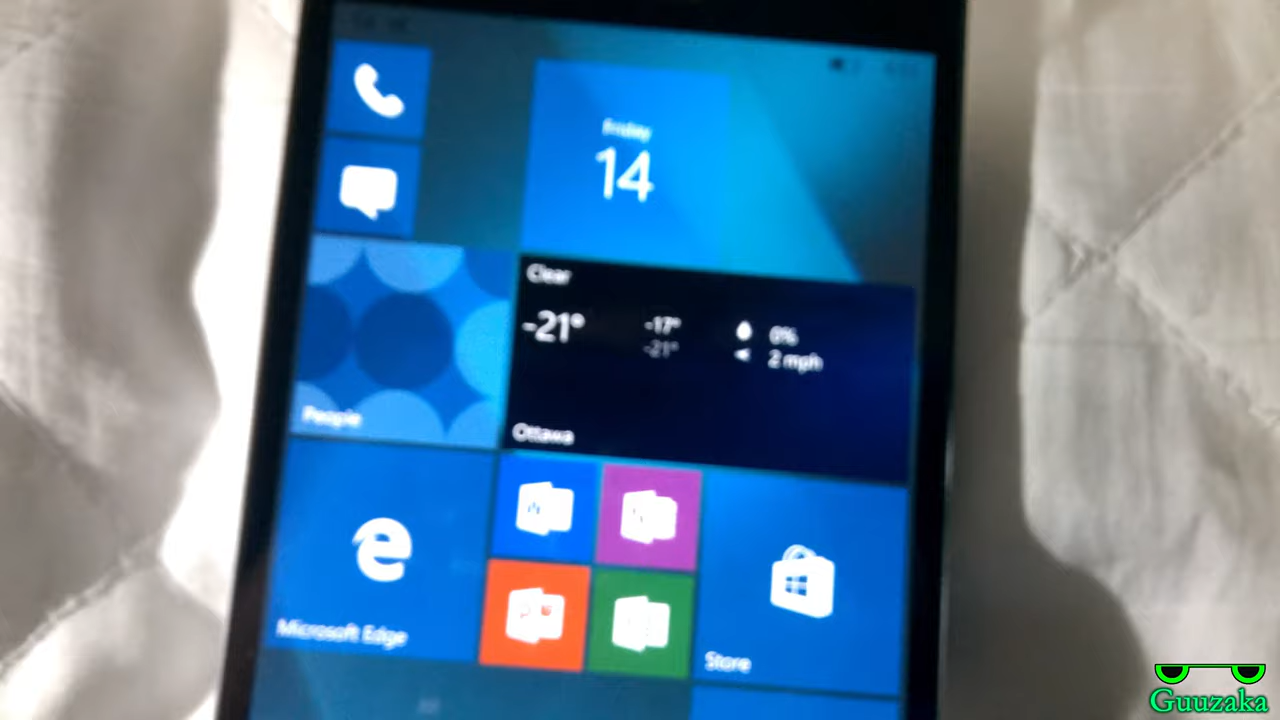 Friday
14
Clear
-21°
-17°
-21°
0%
2 mph
People
Ottawa
Microsoft Edge
Store
Guuzaka